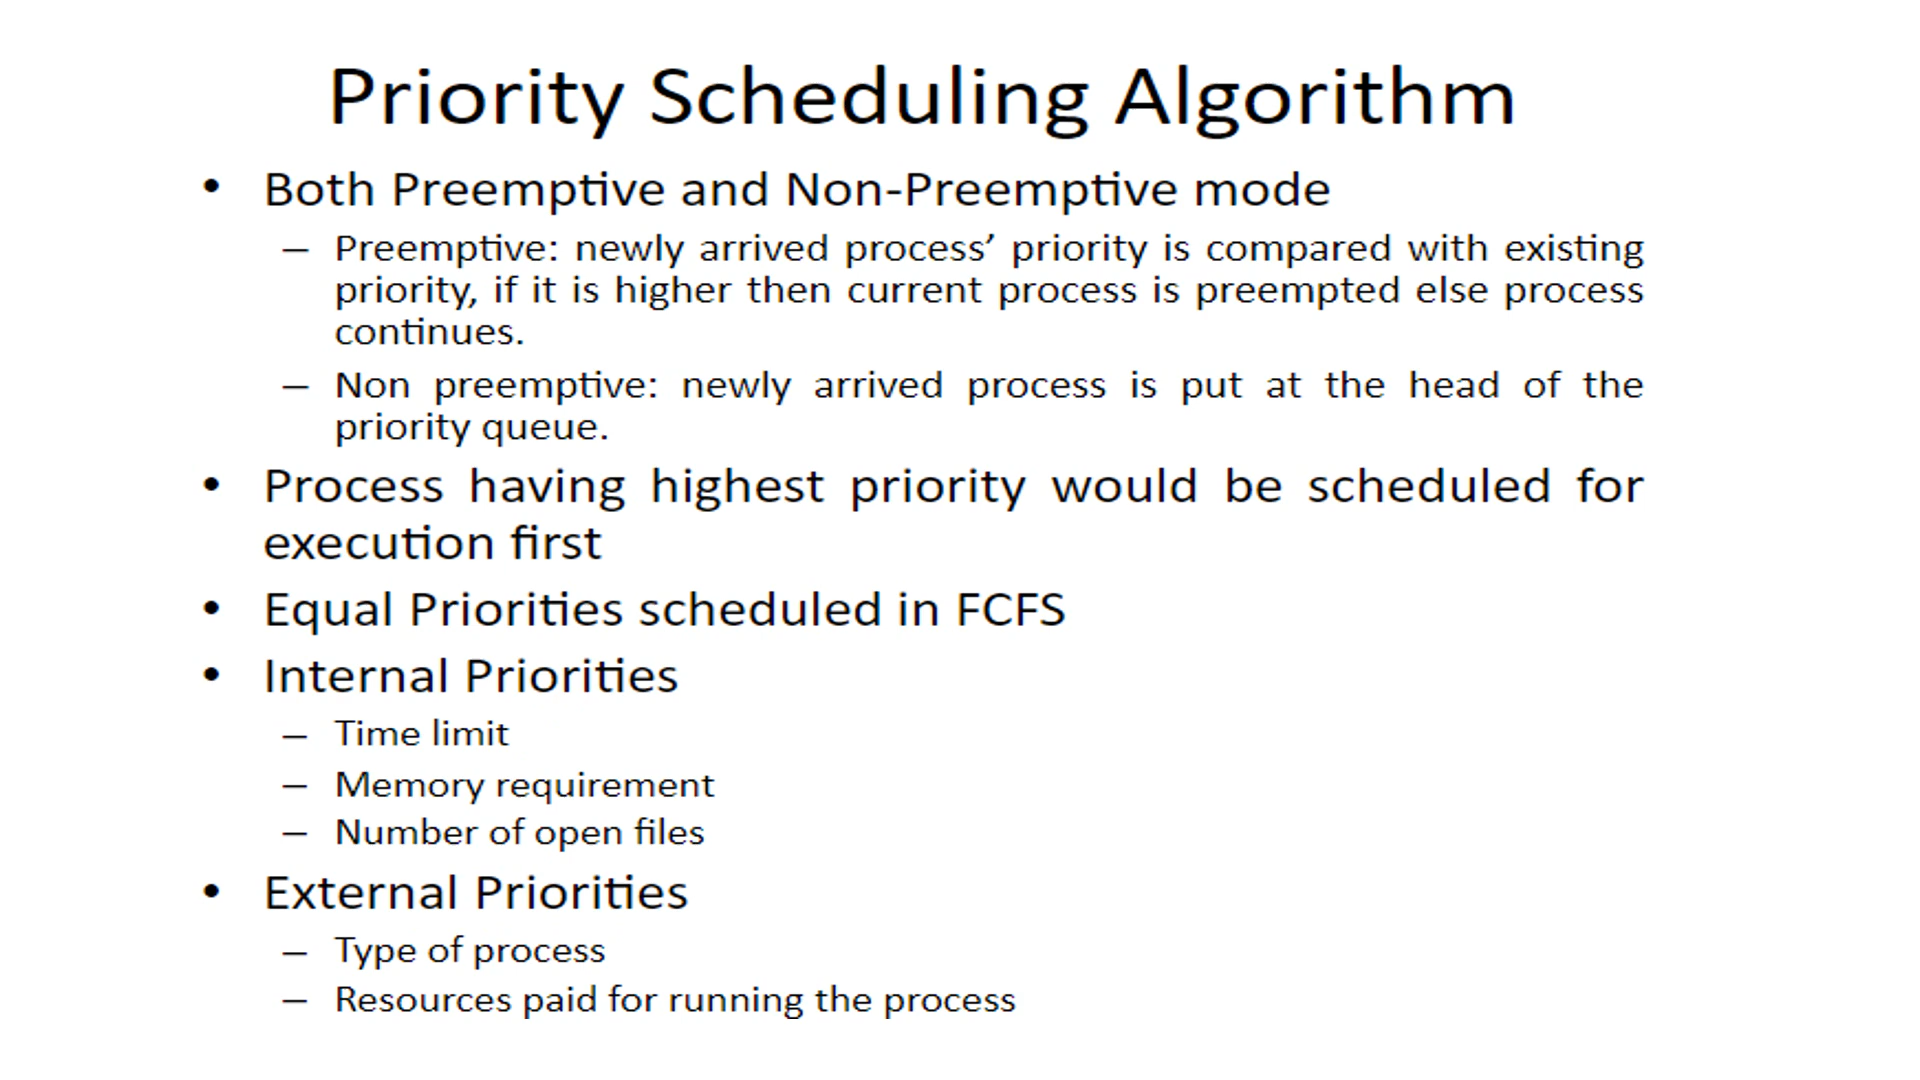 Priority Scheduling Algorithm
• Both Preemptive and Non-Preemptive mode
– Preemptive: newly arrived process’ priority is compared with existing
priority, if it is higher then current process is preempted else process
continues.
– Non preemptive: newly arrived process is put at the head of the
priority queue.
• Process having highest priority would be scheduled for
execution first
• Equal Priorities scheduled in FCFS
• Internal Priorities
– Time limit
– Memory requirement
– Number of open files
• External Priorities
– Type of process
– Resources paid for running the process